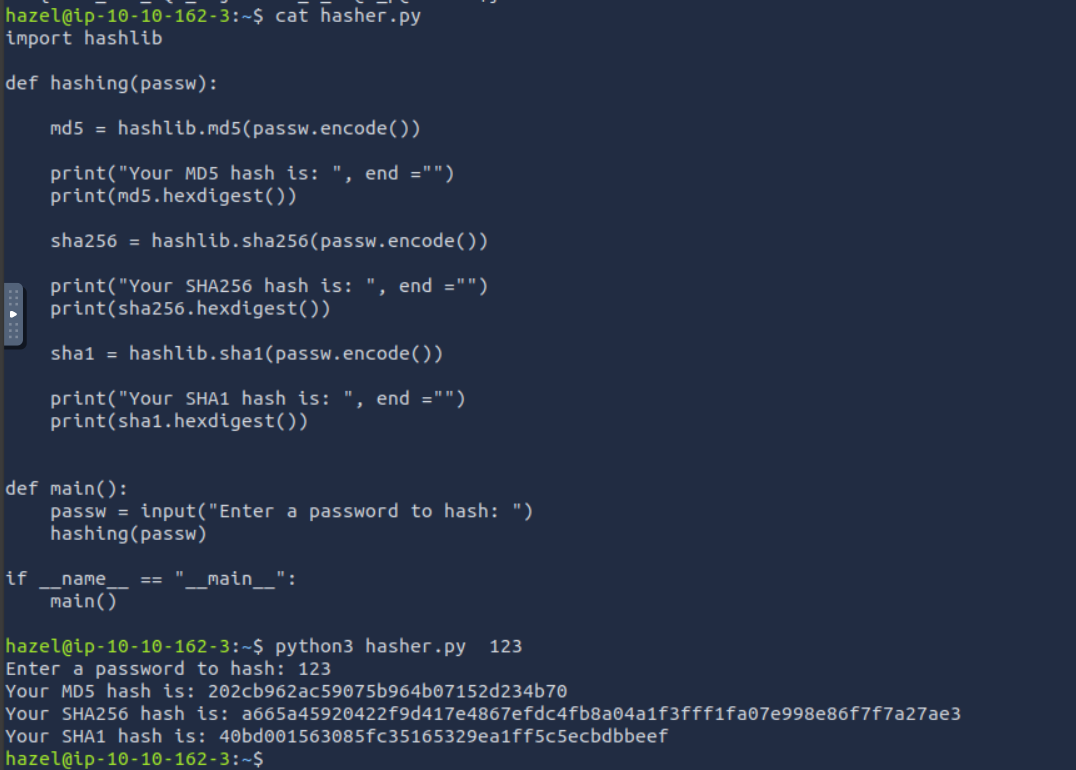 hazel@ip-10-10-162-3:~$ cat hasher.py
import hashlib

def hashing(passw):

    md5 = hashlib.md5(passw.encode())

    print("Your MD5 hash is: ", end ="")
    print(md5.hexdigest())

    sha256 = hashlib.sha256(passw.encode())

    print("Your SHA256 hash is: ", end ="")
    print(sha256.hexdigest())

    sha1 = hashlib.sha1(passw.encode())

    print("Your SHA1 hash is: ", end ="")
    print(sha1.hexdigest())


def main():
    passw = input("Enter a password to hash: ")
    hashing(passw)

if __name__ == "__main__":
    main()

hazel@ip-10-10-162-3:~$ python3 hasher.py  123
Enter a password to hash: 123
Your MD5 hash is: 202cb962ac59075b964b07152d234b70
Your SHA256 hash is: a665a45920422f9d417e4867efdc4fb8a04a1f3fff1fa07e998e86f7f7a27ae3
Your SHA1 hash is: 40bd001563085fc35165329ea1ff5c5ecbdbbeef
hazel@ip-10-10-162-3:~$